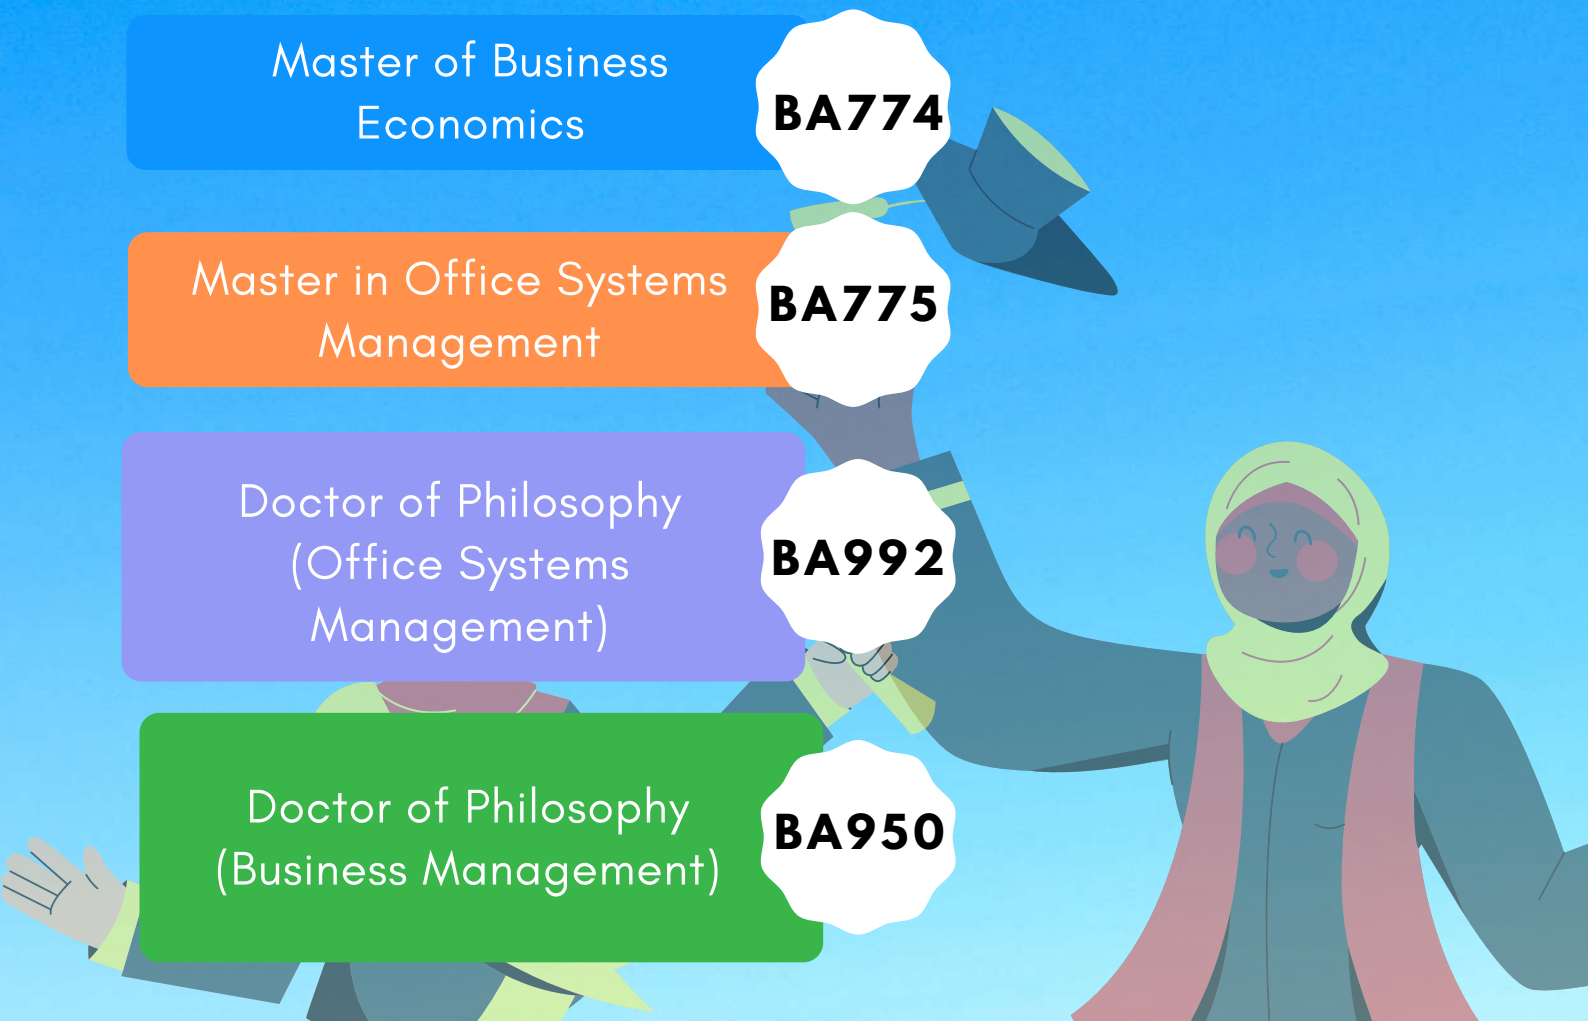 Master of Business
Economics
BA774
Master in Office Systems
Management
BA775
Doctor of Philosophy
(Office Systems
Management)
BA992
Doctor of Philosophy
(Business Management)
BA950